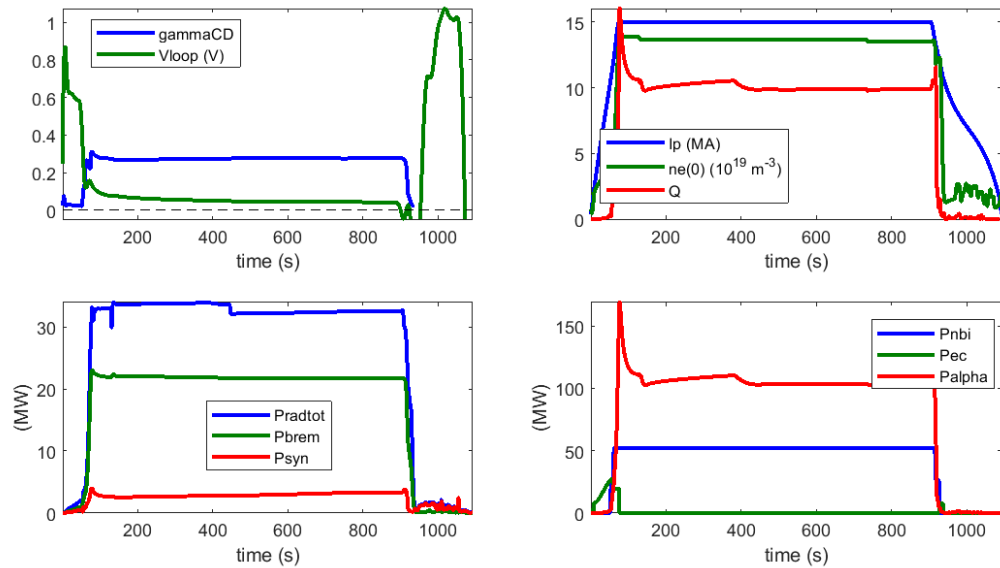 1
0.8
0.6
0.4
0.2
0
gammaCD
Vloop (V)
200 400 600 800 1000
time (s)
15
10
5
0
Ip (MA)
ne(0) (10^19 m^-3)
Q
200 400 600 800 1000
time (s)
(MW)
30
20
10
0
Pradtot
Pbrem
Psyn
200 400 600 800 1000
time (s)
(MW)
150
100
50
0
Pnbi
Pec
Palpha
200 400 600 800 1000
time (s)